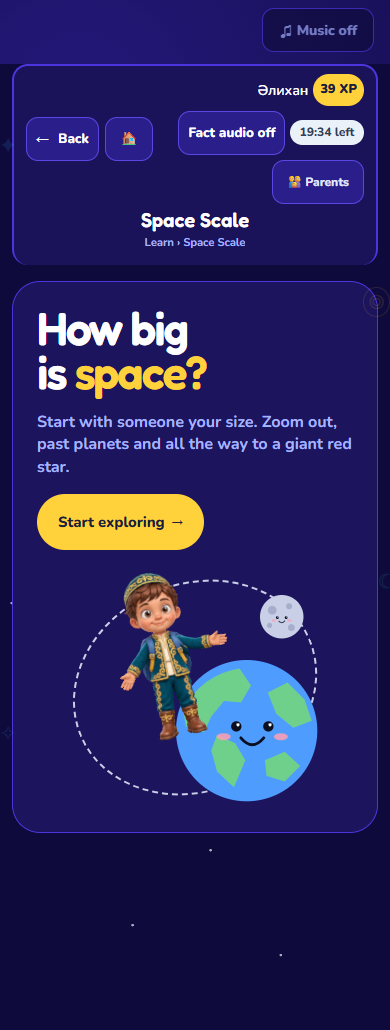 ♫ Music off
Әлихан 39 XP
← Back
Fact audio off 19:34 left
Parents
Space Scale
Learn › Space Scale
How big
is space?
Start with someone your size. Zoom out,
past planets and all the way to a giant red
star.
Start exploring →